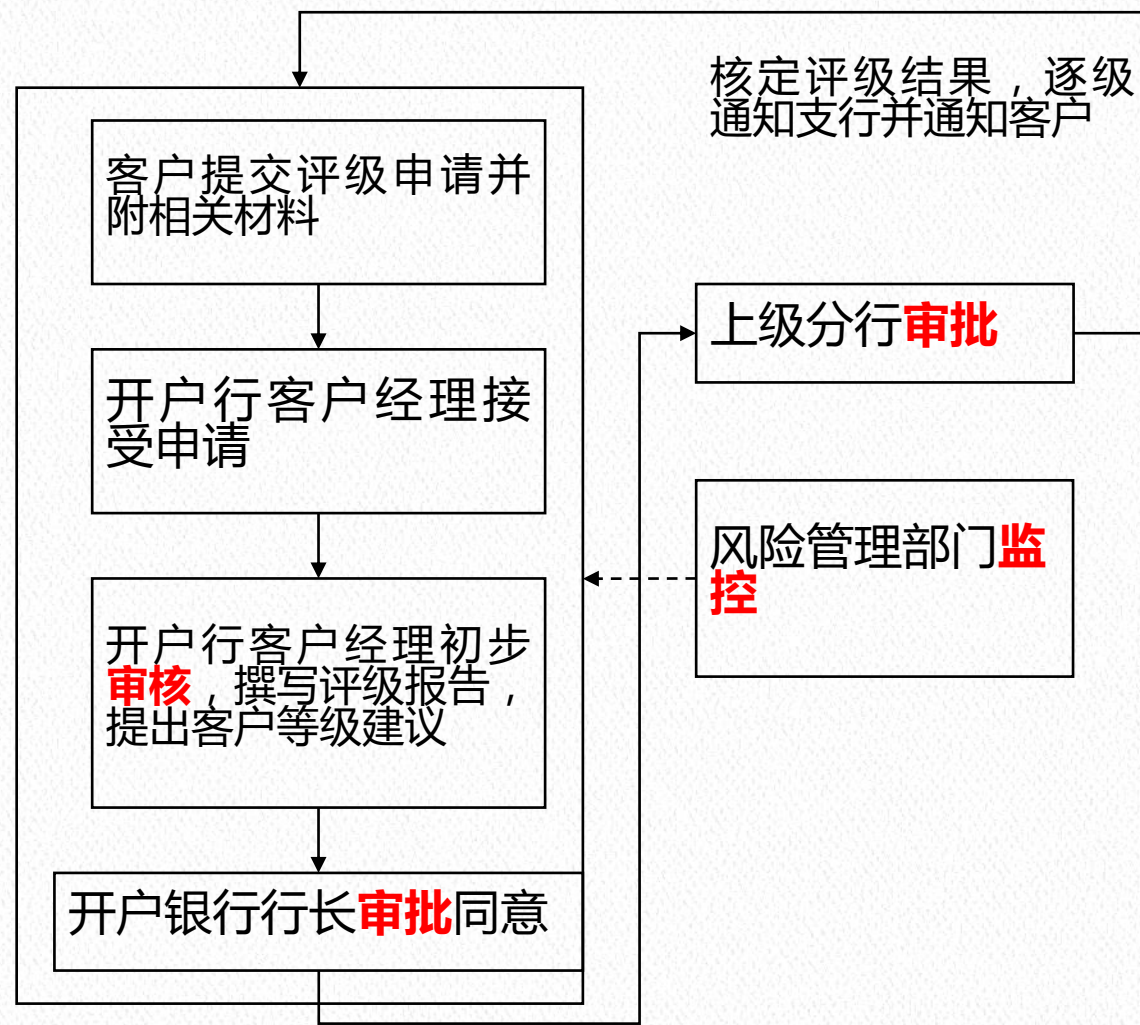 核定评级结果，逐级
通知支行并通知客户
客户提交评级申请并
附相关材料
开户行客户经理接
受申请
开户行客户经理初步
审核，撰写评级报告，
提出客户等级建议
开户银行行长审批同意
上级分行审批
风险管理部门监
控